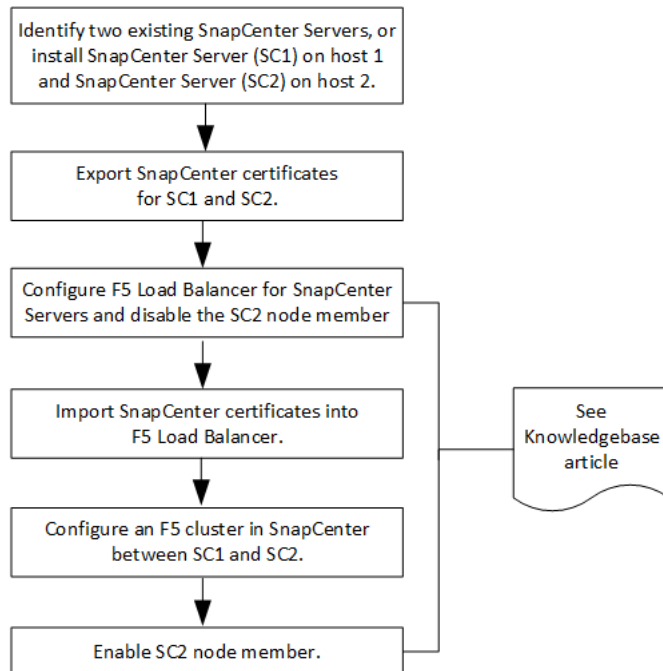 Identify two existing SnapCenter Servers, or
install SnapCenter Server (SC1) on host 1
and SnapCenter Server (SC2) on host 2.
Export SnapCenter certificates
for SC1 and SC2.
Configure F5 Load Balancer for SnapCenter
Servers and disable the SC2 node member
Import SnapCenter certificates into
F5 Load Balancer.
See
Knowledgebase
article
Configure an F5 cluster in SnapCenter
between SC1 and SC2.
Enable SC2 node member.